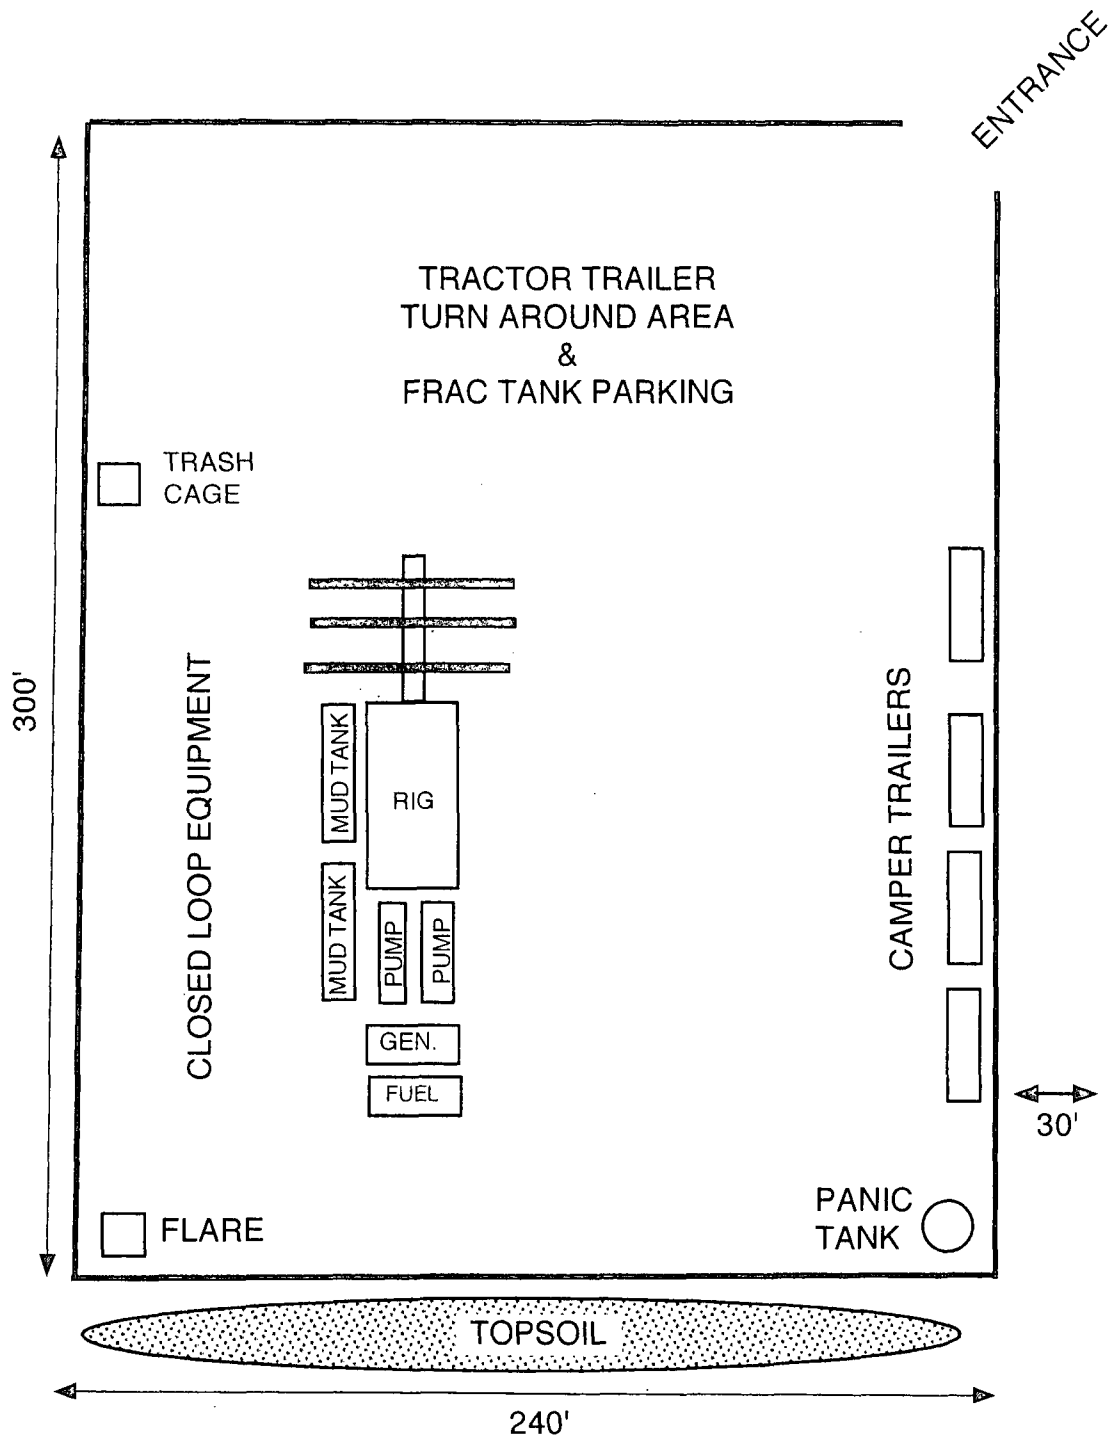 ENTRANCE
TRACTOR TRAILER
TURN AROUND AREA
&
FRAC TANK PARKING
TRASH
CAGE
300'
CLOSED LOOP EQUIPMENT
MUD TANK
RIG
CAMPER TRAILERS
MUD TANK
PUMP
PUMP
GEN.
FUEL
30'
FLARE
PANIC
TANK
TOPSOIL
240'